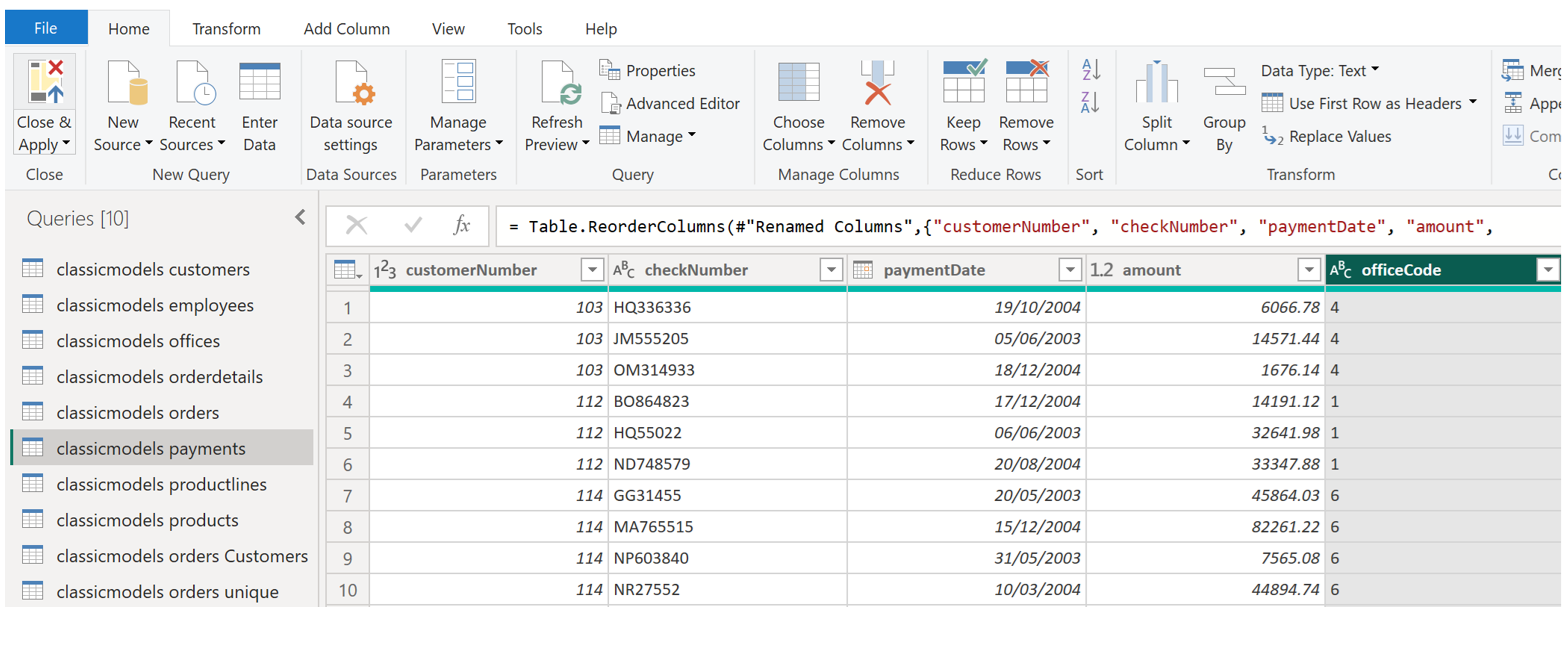 File Home Transform Add Column View Tools Help
Close & Apply
New Source
Recent Sources
Enter Data
Data source settings
Manage Parameters
Refresh Preview
Properties
Advanced Editor
Manage
Choose Columns
Remove Columns
Keep Rows
Remove Rows
Split Column
Group By
Data Type: Text
Use First Row as Headers
Replace Values
Merg
Appe
Com
Close New Query Data Sources Parameters Query Manage Columns Reduce Rows Sort Transform Co
Queries [10]
fx = Table.ReorderColumns(#"Renamed Columns",{"customerNumber", "checkNumber", "paymentDate", "amount",
classicmodels customers
classicmodels employees
classicmodels offices
classicmodels orderdetails
classicmodels orders
classicmodels payments
classicmodels productlines
classicmodels products
classicmodels orders Customers
classicmodels orders unique
123 customerNumber ABC checkNumber paymentDate 1.2 amount ABC officeCode
1 103 HQ336336 19/10/2004 6066.78 4
2 103 JM555205 05/06/2003 14571.44 4
3 103 OM314933 18/12/2004 1676.14 4
4 112 BO864823 17/12/2004 14191.12 1
5 112 HQ55022 06/06/2003 32641.98 1
6 112 ND748579 20/08/2004 33347.88 1
7 114 GG31455 20/05/2003 45864.03 6
8 114 MA765515 15/12/2004 82261.22 6
9 114 NP603840 31/05/2003 7565.08 6
10 114 NR27552 10/03/2004 44894.74 6